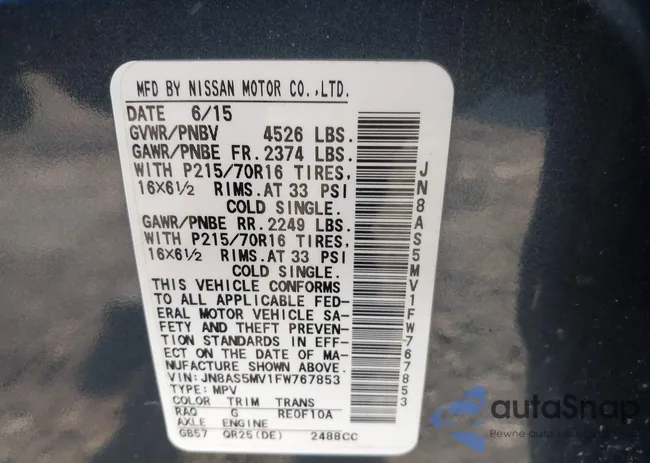 MFD BY NISSAN MOTOR CO.,LTD.
DATE 6/15
GVWR/PNBV 4526 LBS.
GAWR/PNBE FR. 2374 LBS.
WITH P215/70R16 TIRES,
16X6½ RIMS. AT 33 PSI
COLD SINGLE.
GAWR/PNBE RR. 2249 LBS.
WITH P215/70R16 TIRES,
16X6½ RIMS. AT 33 PSI
COLD SINGLE.
THIS VEHICLE CONFORMS
TO ALL APPLICABLE FED-
ERAL MOTOR VEHICLE SA-
FETY AND THEFT PREVEN-
TION STANDARDS IN EFF-
ECT ON THE DATE OF MA-
NUFACTURE SHOWN ABOVE.
VIN: JN8AS5MV1FW767853
TYPE: MPV
COLOR TRIM TRANS
RAQ G RE0F10A
AXLE ENGINE
GB57 QR25(DE) 2488CC
JN8AS5MV1FW767853
autoSnap
Pewne auto ze Stanów